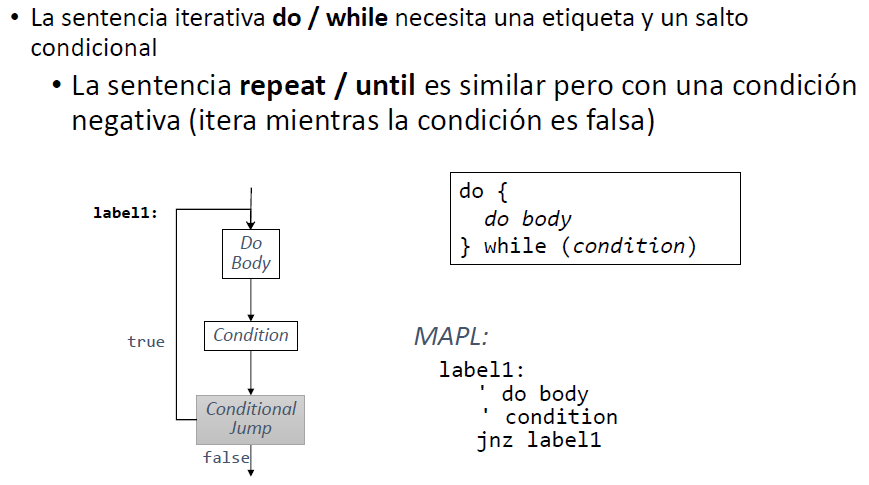 • La sentencia iterativa do / while necesita una etiqueta y un salto
condicional
• La sentencia repeat / until es similar pero con una condición
negativa (itera mientras la condición es falsa)
label1:
Do
Body
true
Condition
Conditional
Jump
false
do {
do body
} while (condition)
MAPL:
label1:
' do body
' condition
jnz label1